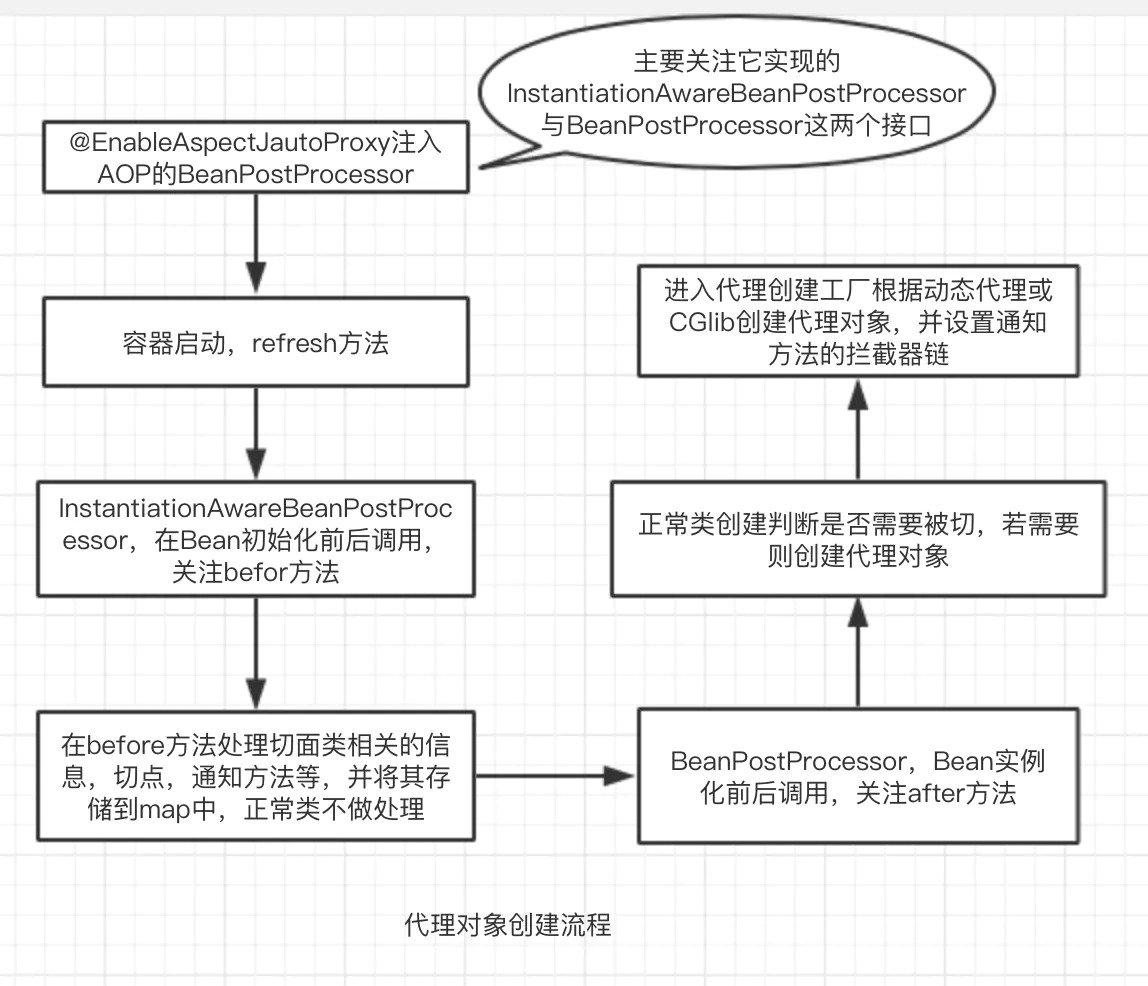 主要关注它实现的
InstantiationAwareBeanPostProcessor
与BeanPostProcessor这两个接口
@EnableAspectJautoProxy注入
AOP的BeanPostProcessor
容器启动，refresh方法
InstantiationAwareBeanPostProc
essor，在Bean初始化前后调用，
关注befor方法
在before方法处理切面类相关的信
息，切点，通知方法等，并将其存
储到map中，正常类不做处理
BeanPostProcessor，Bean实例
化前后调用，关注after方法
正常类创建判断是否需要被切，若需要
则创建代理对象
进入代理创建工厂根据动态代理或
CGlib创建代理对象，并设置通知
方法的拦截器链
代理对象创建流程